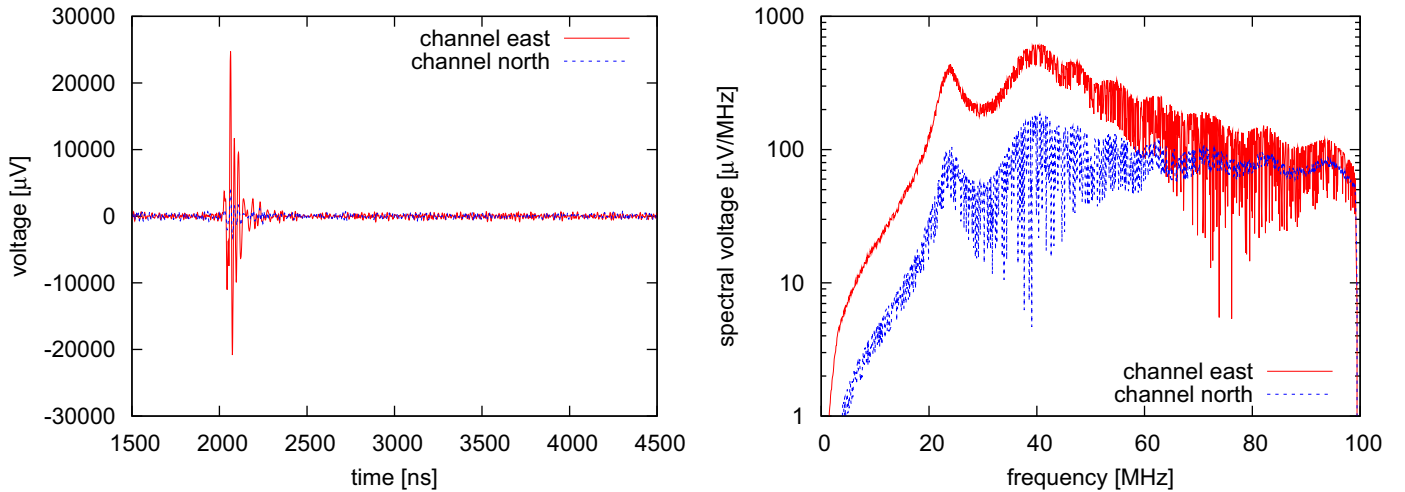 30000
20000
10000
0
-10000
-20000
-30000
voltage [µV]
channel east
channel north
1500 2000 2500 3000 3500 4000 4500
time [ns]
1000
100
10
1
spectral voltage [µV/MHz]
channel east
channel north
0 20 40 60 80 100
frequency [MHz]